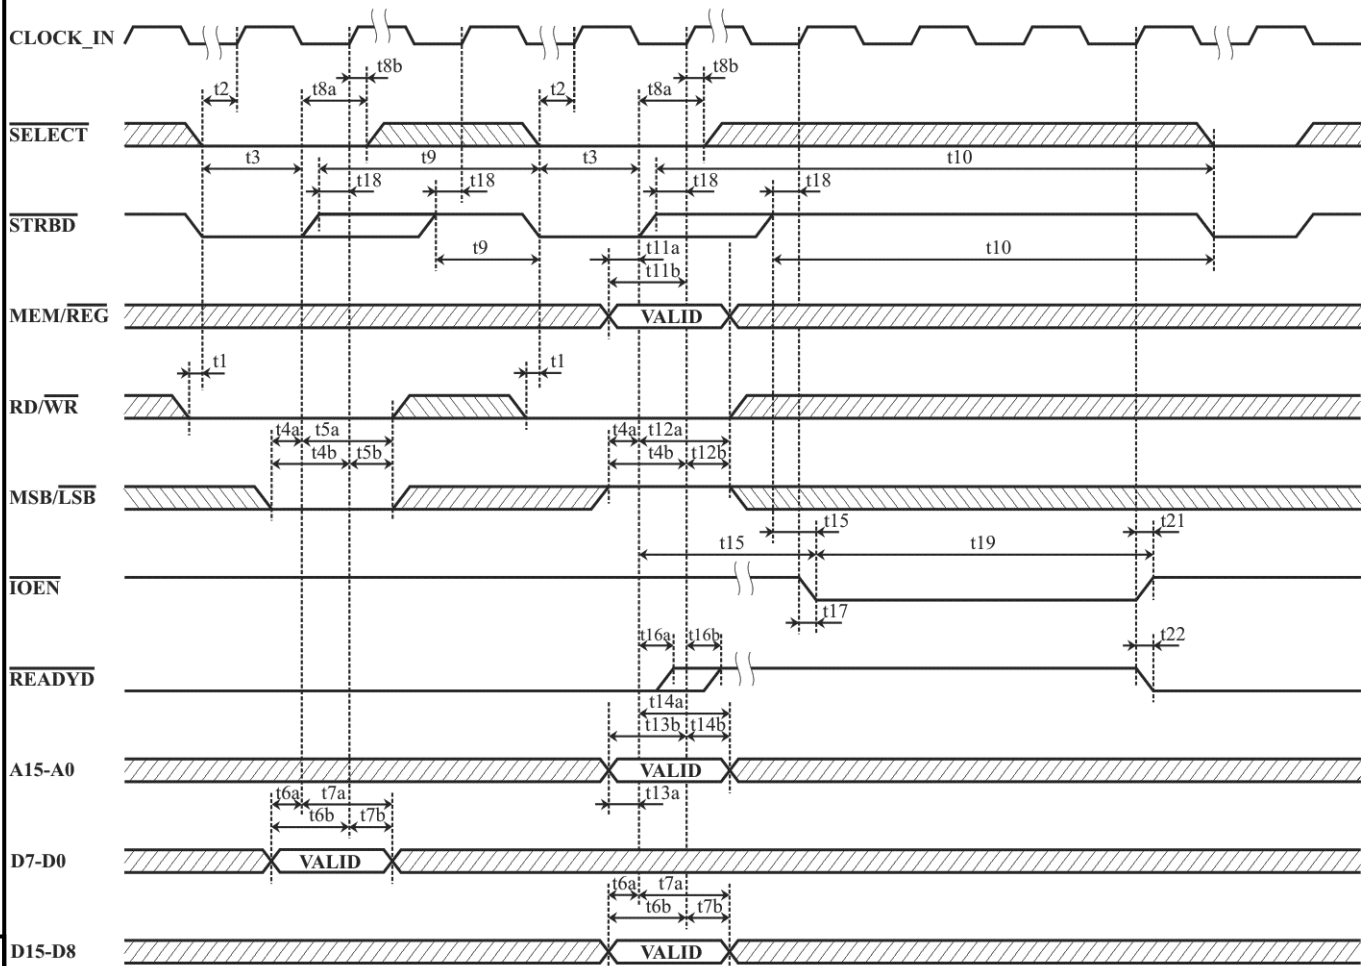 CLOCK_IN
t8b t8b
t2 t8a t2 t8a
SELECT
t3 t9 t3 t10
t18 t18 t18 t18
STRBD
t9 t11a t10
t11b
MEM/REG VALID
t1 t1
RD/WR
t4a t5a t4a t12a
t4b t5b t4b t12b
MSB/LSB
t15 t21
t15 t19
IOEN
t17
t16a t16b t22
READYD
t14a
t13b t14b
A15-A0 VALID
t6a t7a t13a
t6b t7b
D7-D0 VALID
t6a t7a
t6b t7b
D15-D8 VALID